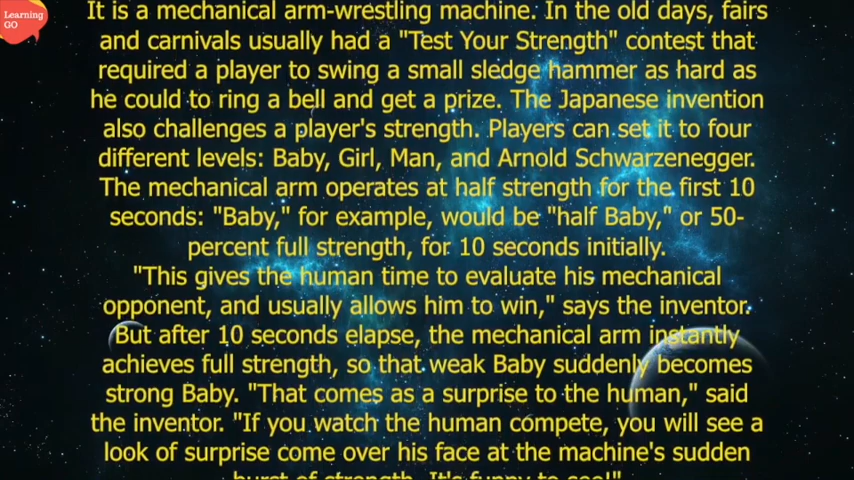 Learning
GO
It is a mechanical arm-wrestling machine. In the old days, fairs
and carnivals usually had a "Test Your Strength" contest that
required a player to swing a small sledge hammer as hard as
he could to ring a bell and get a prize. The Japanese invention
also challenges a player's strength. Players can set it to four
different levels: Baby, Girl, Man, and Arnold Schwarzenegger.
The mechanical arm operates at half strength for the first 10
seconds: "Baby," for example, would be "half Baby," or 50-
percent full strength, for 10 seconds initially.
"This gives the human time to evaluate his mechanical
opponent, and usually allows him to win," says the inventor.
But after 10 seconds elapse, the mechanical arm instantly
achieves full strength, so that weak Baby suddenly becomes
strong Baby. "That comes as a surprise to the human," said
the inventor. "If you watch the human compete, you will see a
look of surprise come over his face at the machine's sudden
burst of strength. It's funny to see!"